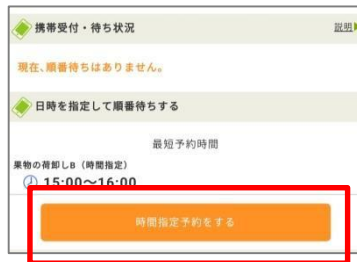 携帯受付・待ち状況 説明
現在、順番待ちはありません。
日時を指定して順番待ちする
最短予約時間
果物の荷卸しB（時間指定）
15:00～16:00
時間指定予約をする